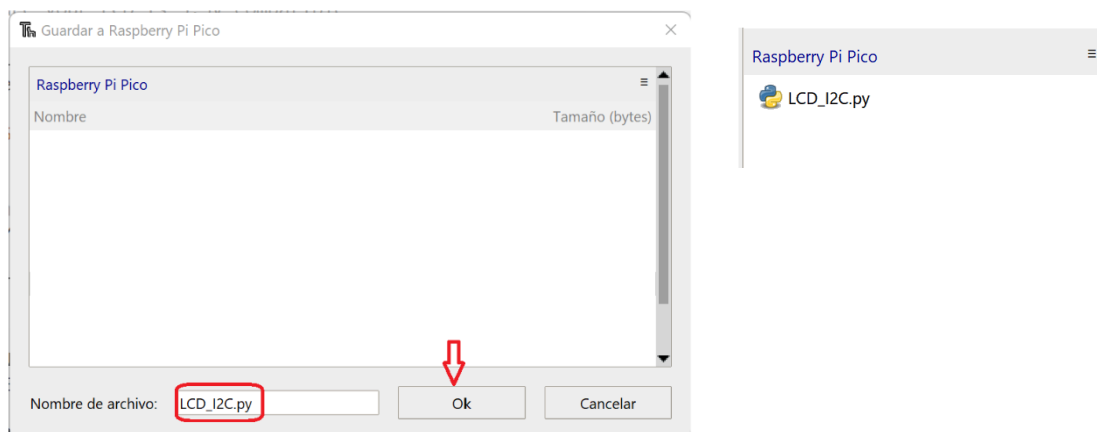 Guardar a Raspberry Pi Pico
Raspberry Pi Pico
Nombre Tamaño (bytes)
Nombre de archivo: LCD_I2C.py Ok Cancelar
Raspberry Pi Pico
LCD_I2C.py